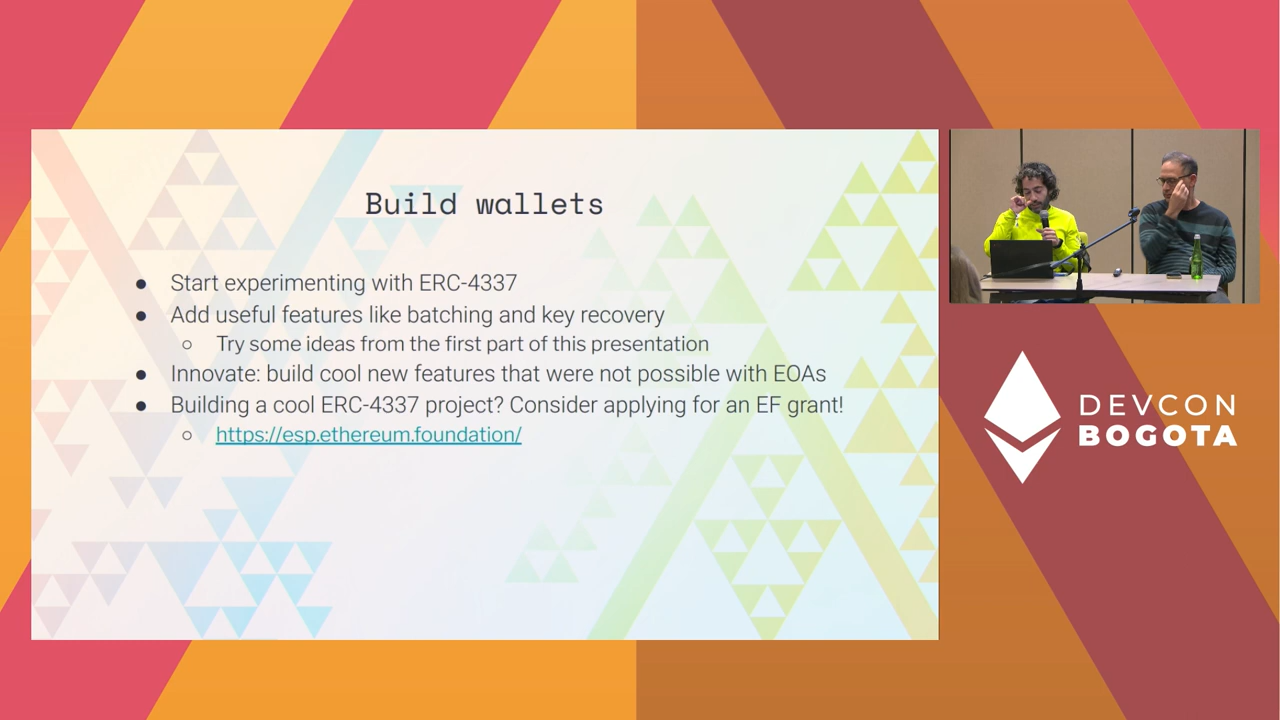 Build wallets
● Start experimenting with ERC-4337
● Add useful features like batching and key recovery
○ Try some ideas from the first part of this presentation
● Innovate: build cool new features that were not possible with EOAs
● Building a cool ERC-4337 project? Consider applying for an EF grant!
○ https://esp.ethereum.foundation/
DEVCON
BOGOTA